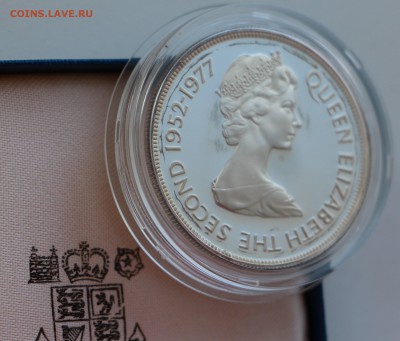 COINS.LAVE.RU
QUEEN ELIZABETH THE SECOND 1952-1977